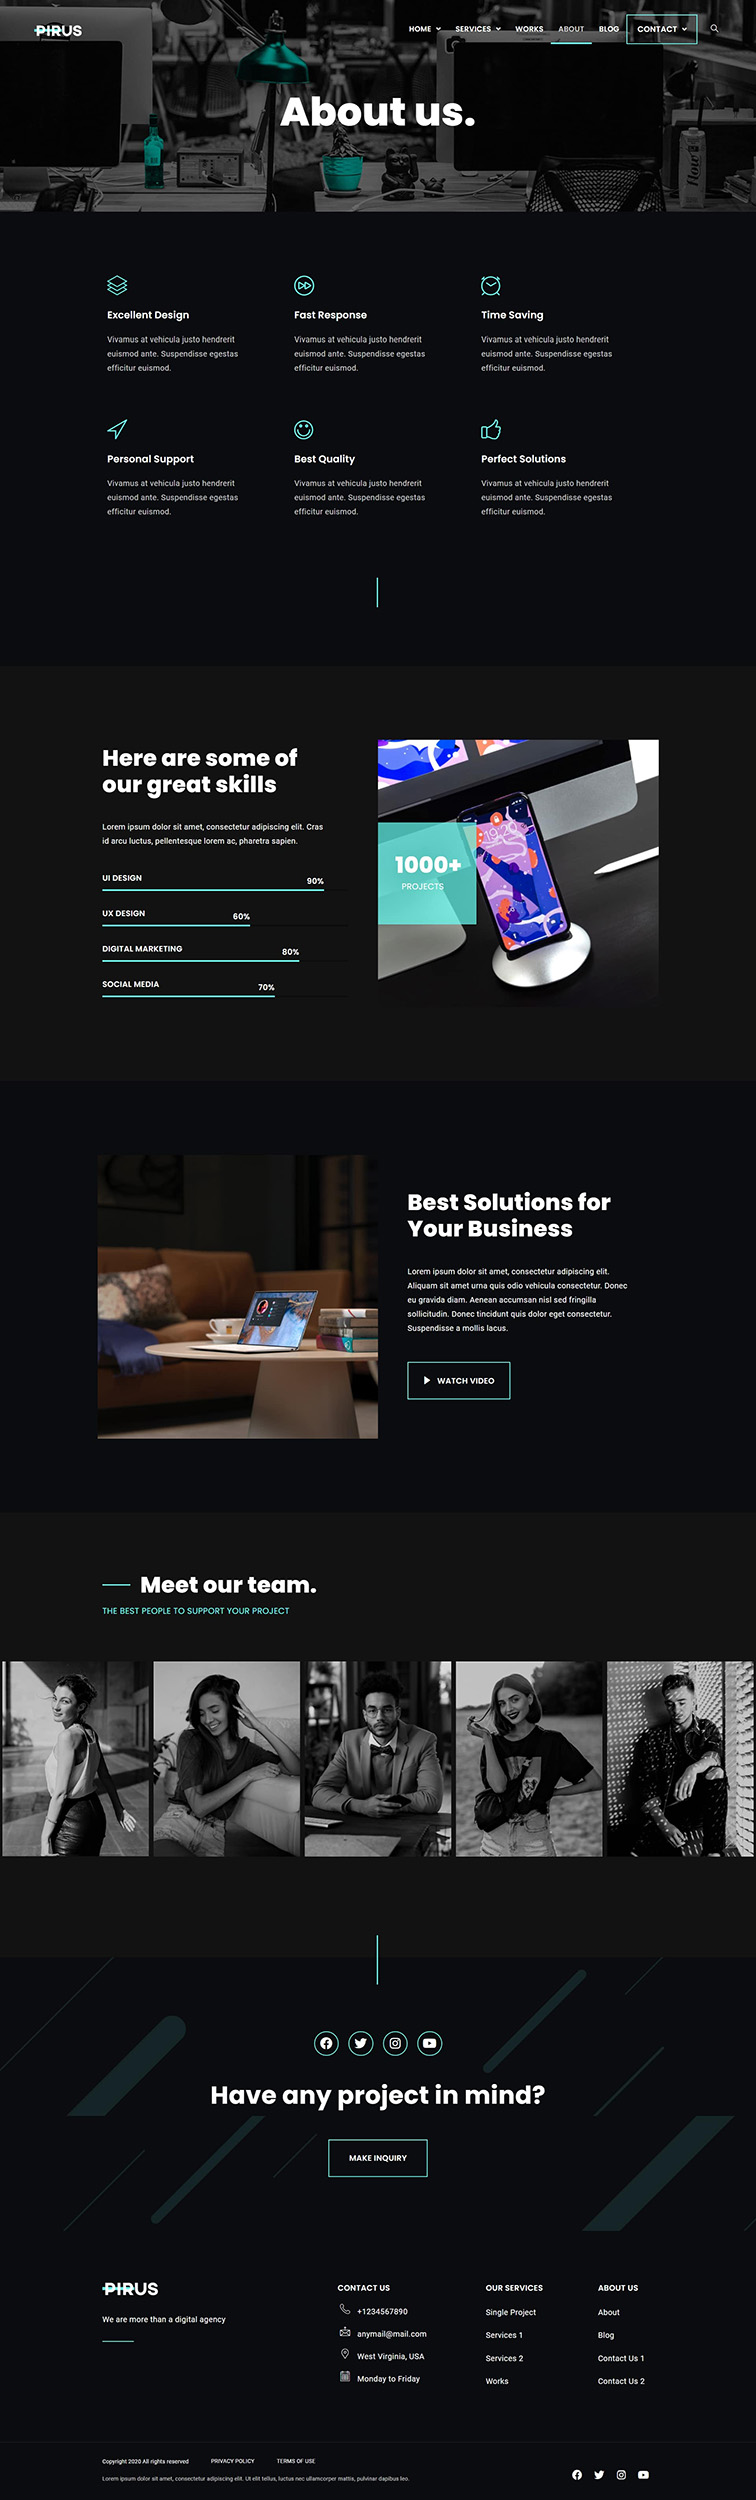 PIRUS
HOME SERVICES WORKS ABOUT BLOG CONTACT
About us.
Excellent Design
Vivamus at vehicula justo hendrerit
euismod ante. Suspendisse egestas
efficitur euismod.
Fast Response
Vivamus at vehicula justo hendrerit
euismod ante. Suspendisse egestas
efficitur euismod.
Time Saving
Vivamus at vehicula justo hendrerit
euismod ante. Suspendisse egestas
efficitur euismod.
Personal Support
Vivamus at vehicula justo hendrerit
euismod ante. Suspendisse egestas
efficitur euismod.
Best Quality
Vivamus at vehicula justo hendrerit
euismod ante. Suspendisse egestas
efficitur euismod.
Perfect Solutions
Vivamus at vehicula justo hendrerit
euismod ante. Suspendisse egestas
efficitur euismod.
Here are some of
our great skills
Lorem ipsum dolor sit amet, consectetur adipiscing elit. Cras
id arcu luctus, pellentesque lorem ac, pharetra sapien.
UI DESIGN 90%
UX DESIGN 60%
DIGITAL MARKETING 80%
SOCIAL MEDIA 70%
1000+
PROJECTS
19:20
Best Solutions for
Your Business
Lorem ipsum dolor sit amet, consectetur adipiscing elit.
Aliquam sit amet urna quis odio vehicula consectetur. Donec
eu gravida diam. Aenean accumsan nisl sed fringilla
sollicitudin. Donec tincidunt quis dolor eget consectetur.
Suspendisse a mollis lacus.
WATCH VIDEO
Meet our team.
THE BEST PEOPLE TO SUPPORT YOUR PROJECT
Have any project in mind?
MAKE INQUIRY
PIRUS
We are more than a digital agency
CONTACT US
+1234567890
anymail@mail.com
West Virginia, USA
Monday to Friday
OUR SERVICES
Single Project
Services 1
Services 2
Works
ABOUT US
About
Blog
Contact Us 1
Contact Us 2
Copyright 2020 All rights reserved PRIVACY POLICY TERMS OF USE
Lorem ipsum dolor sit amet, consectetur adipiscing elit. Ut elit tellus, luctus nec ullamcorper mattis, pulvinar dapibus leo.